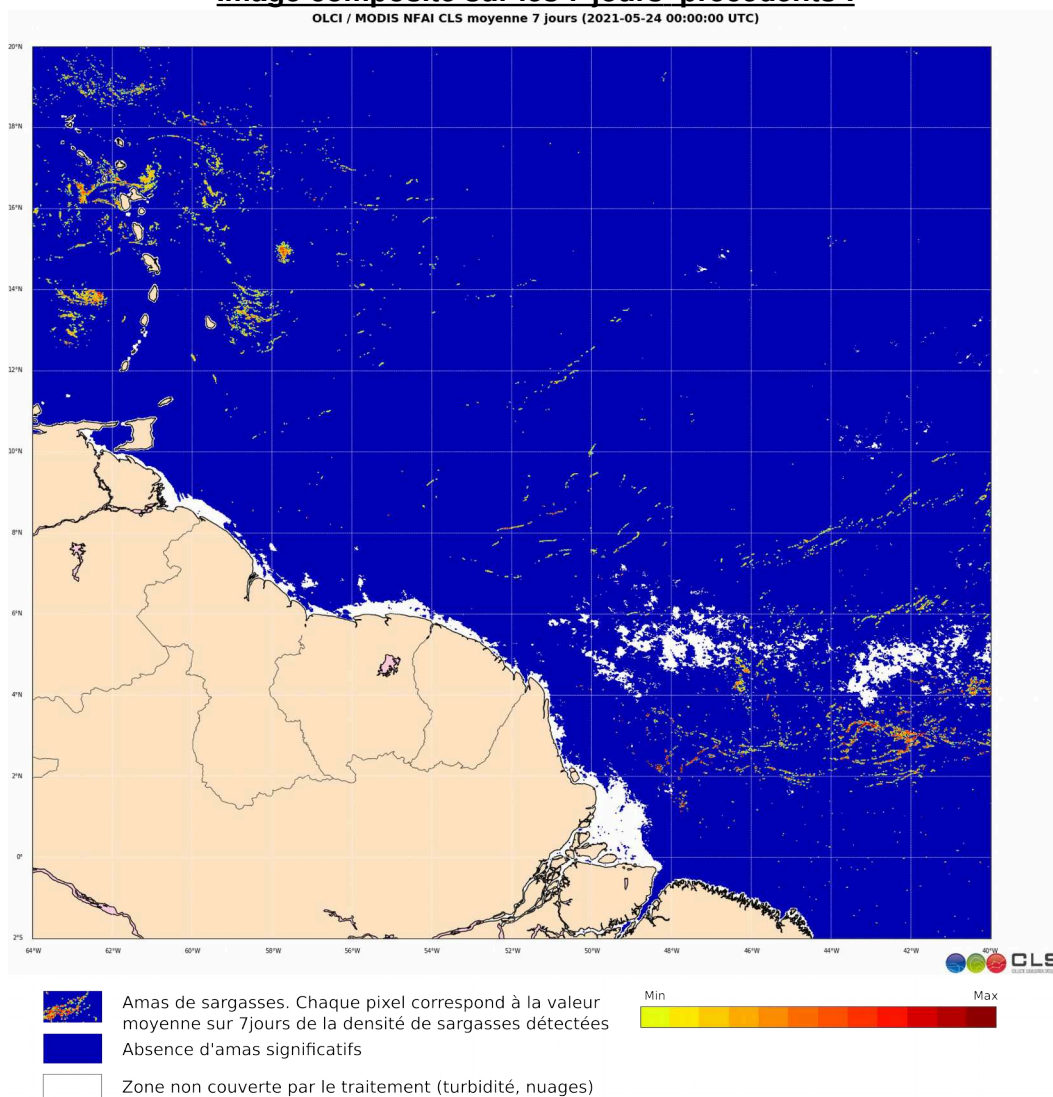 Image composite sur les 7 jours précédents :
OLCI / MODIS NFAI CLS moyenne 7 jours (2021-05-24 00:00:00 UTC)
20°N
18°N
16°N
14°N
12°N
10°N
8°N
6°N
4°N
2°N
0°
2°S
64°W 62°W 60°W 58°W 56°W 54°W 52°W 50°W 48°W 46°W 44°W 42°W 40°W
CLS
Amas de sargasses. Chaque pixel correspond à la valeur
moyenne sur 7jours de la densité de sargasses détectées
Min Max
Absence d'amas significatifs
Zone non couverte par le traitement (turbidité, nuages)